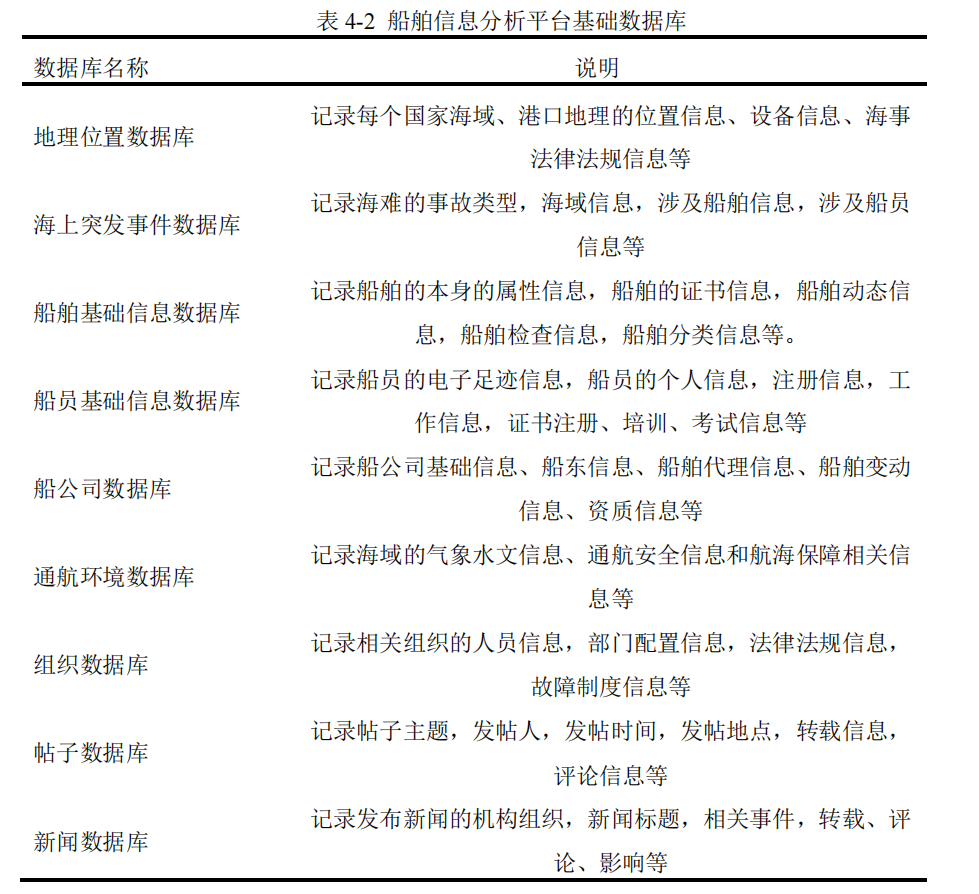 表 4-2 船舶信息分析平台基础数据库
数据库名称 说明
地理位置数据库
记录每个国家海域、港口地理的位置信息、设备信息、海事
法律法规信息等
海上突发事件数据库
记录海难的事故类型，海域信息，涉及船舶信息，涉及船员
信息等
船舶基础信息数据库
记录船舶的本身的属性信息，船舶的证书信息，船舶动态信
息，船舶检查信息，船舶分类信息等。
船员基础信息数据库
记录船员的电子足迹信息，船员的个人信息，注册信息，工
作信息，证书注册、培训、考试信息等
船公司数据库
记录船公司基础信息、船东信息、船舶代理信息、船舶变动
信息、资质信息等
通航环境数据库
记录海域的气象水文信息、通航安全信息和航海保障相关信
息等
组织数据库
记录相关组织的人员信息，部门配置信息，法律法规信息，
故障制度信息等
帖子数据库
记录帖子主题，发帖人，发帖时间，发帖地点，转载信息，
评论信息等
新闻数据库
记录发布新闻的机构组织，新闻标题，相关事件，转载、评
论、影响等